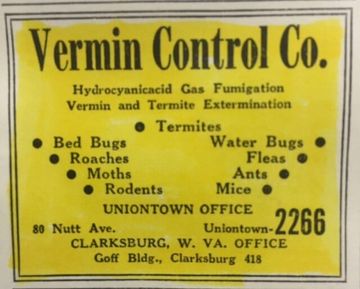 Vermin Control Co.
Hydrocyanicacid Gas Fumigation
Vermin and Termite Extermination
● Termites
● Bed Bugs Water Bugs ●
● Roaches Fleas ●
● Moths Ants ●
● Rodents Mice ●
UNIONTOWN OFFICE
80 Nutt Ave. Uniontown-2266
CLARKSBURG, W. VA. OFFICE
Goff Bldg., Clarksburg 418